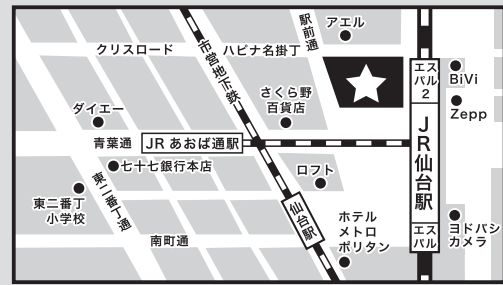 アエル
駅前通
クリスロード
ハピナ名掛丁
市営地下鉄
エス
パル
2
BiVi
Zepp
さくら野
百貨店
ダイエー
青葉通
JRあおば通駅
JR仙台駅
七十七銀行本店
東二番丁
小学校
東二番丁通
ロフト
仙台駅
南町通
ホテル
メトロ
ポリタン
エス
パル
ヨドバシ
カメラ